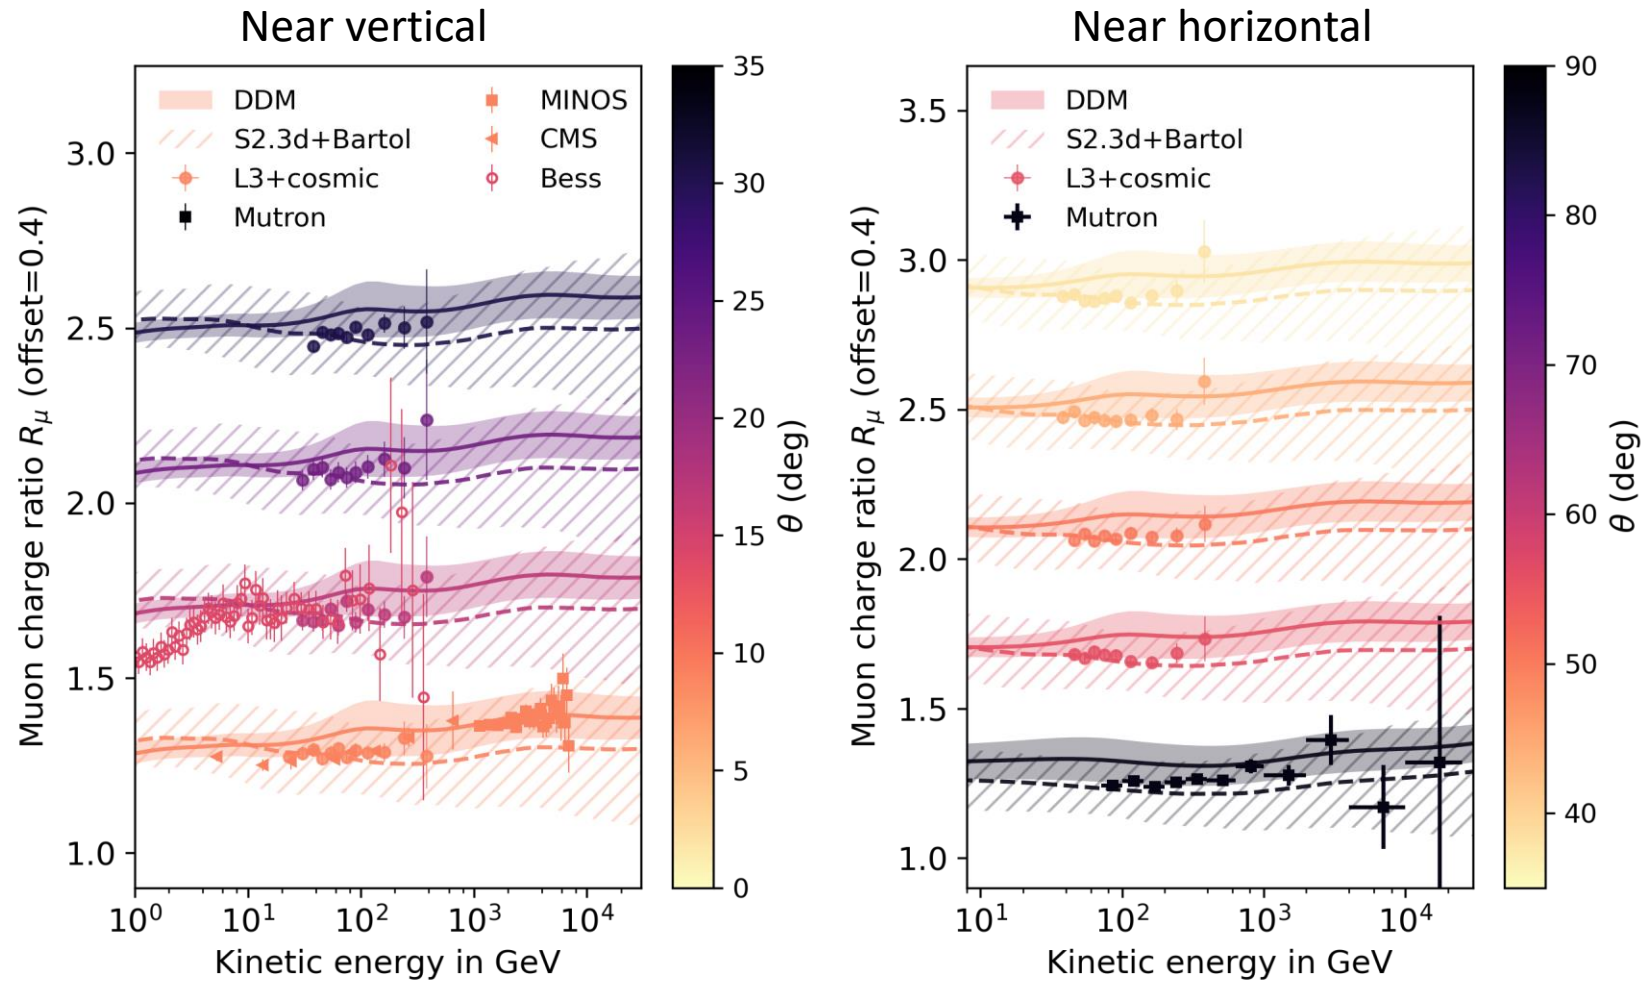 Near vertical
Near horizontal
DDM
S2.3d+Bartol
L3+cosmic
Mutron
MINOS
CMS
Bess
3.0
2.5
2.0
1.5
1.0
10⁰
10¹
10²
10³
10⁴
Kinetic energy in GeV
Muon charge ratio Rμ (offset=0.4)
35
30
25
20
15
10
5
0
θ (deg)
DDM
S2.3d+Bartol
L3+cosmic
Mutron
3.5
3.0
2.5
2.0
1.5
1.0
10¹
10²
10³
10⁴
Kinetic energy in GeV
Muon charge ratio Rμ (offset=0.4)
90
80
70
60
50
40
θ (deg)